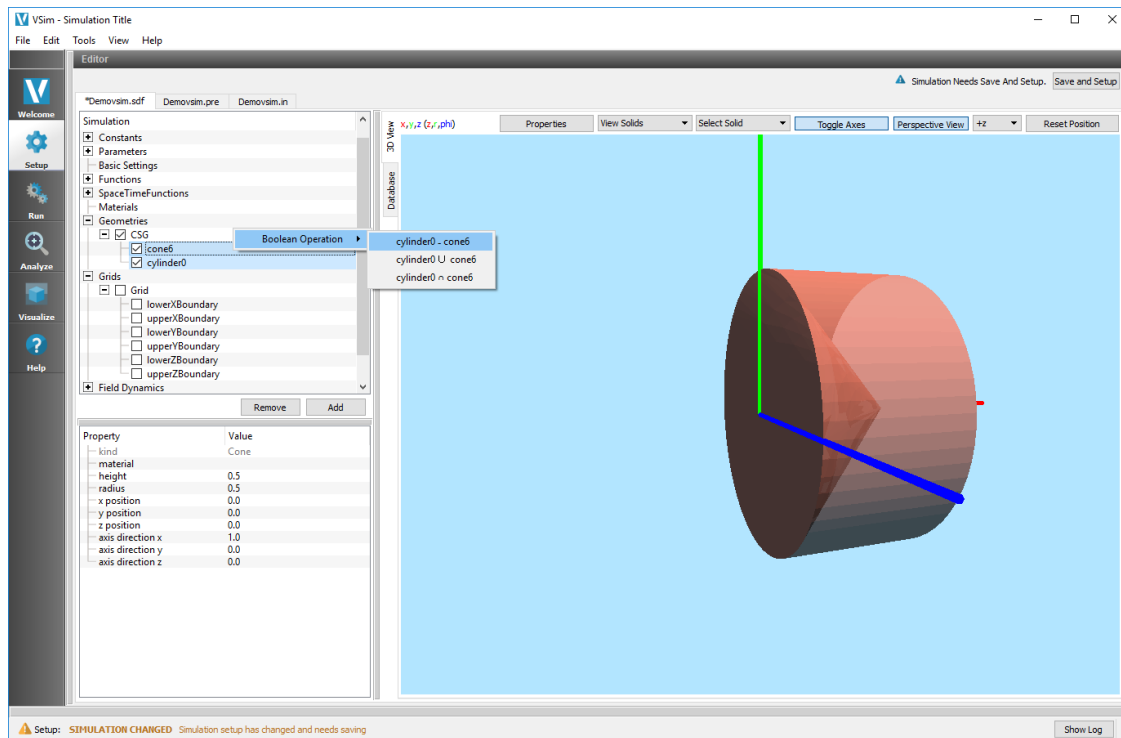 VSim - Simulation Title
File Edit Tools View Help
Editor
Simulation Needs Save And Setup. Save and Setup
*Demovsim.sdf Demovsim.pre Demovsim.in
Welcome
Setup
Run
Analyze
Visualize
Help
Simulation
Constants
Parameters
Basic Settings
Functions
SpaceTimeFunctions
Materials
Geometries
CSG
cone6
cylinder0
Grids
Grid
lowerXBoundary
upperXBoundary
lowerYBoundary
upperYBoundary
lowerZBoundary
upperZBoundary
Field Dynamics
Boolean Operation
cylinder0 - cone6
cylinder0 ∪ cone6
cylinder0 ∩ cone6
Remove Add
Property Value
kind Cone
material
height 0.5
radius 0.5
x position 0.0
y position 0.0
z position 0.0
axis direction x 1.0
axis direction y 0.0
axis direction z 0.0
3D View
Database
x,y,z (z,r,phi) Properties View Solids Select Solid Toggle Axes Perspective View +z Reset Position
Setup: SIMULATION CHANGED Simulation setup has changed and needs saving
Show Log